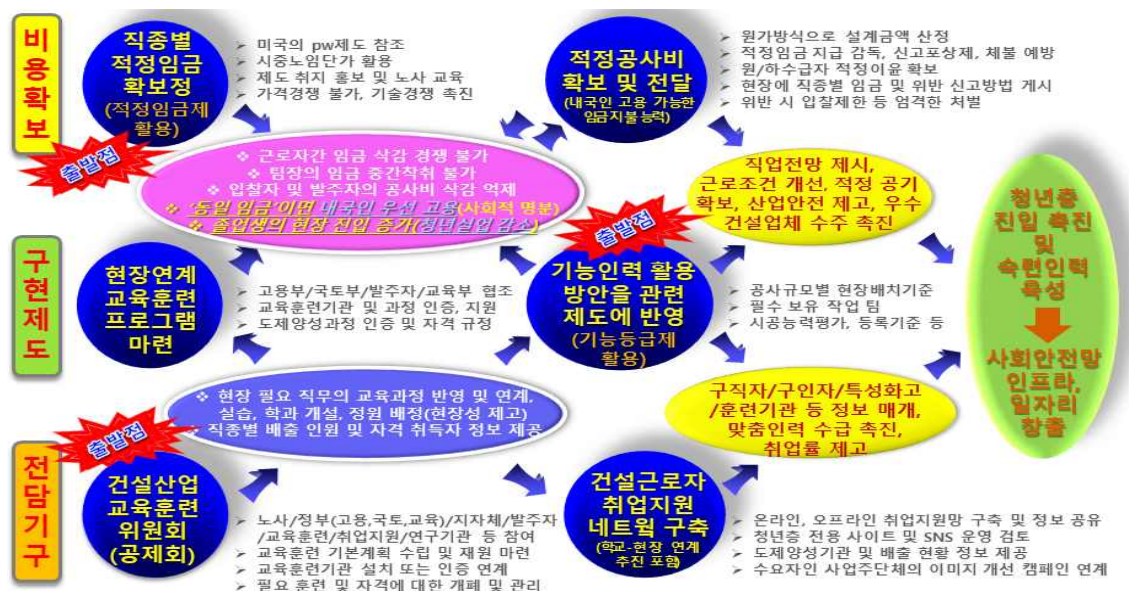 비용확보
직종별
적정임금
확보정
(적정임금제
활용)
➢ 미국의 pw제도 참조
➢ 시중노임단가 활용
➢ 제도 취지 홍보 및 노사 교육
➢ 가격경쟁 불가, 기술경쟁 촉진
적정공사비
확보 및 전달
(내국인 고용 가능한
임금지불능력)
➢ 원가방식으로 설계금액 산정
➢ 적정임금 지급 감독, 신고포상제, 체불 예방
➢ 원/하수급자 적정이윤 확보
➢ 현장에 직종별 임금 및 위반 신고방법 게시
➢ 위반 시 입찰제한 등 엄격한 처벌
출발점
❖ 근로자간 임금 삭감 경쟁 불가
❖ 팀장의 임금 중간착취 불가
❖ 입찰자 및 발주자의 공사비 삭감 억제
❖ '동일 임금'이면 내국인 우선 고용(사회적 명분)
❖ 졸업생의 현장 진입 증가(청년실업 감소)
직업전망 제시,
근로조건 개선, 적정 공기
확보, 산업안전 제고, 우수
건설업체 수주 촉진
청년층
진입 촉진
및
숙련인력
육성
사회안전망
인프라,
일자리
창출
구현제도
현장연계
교육훈련
프로그램
마련
➢ 고용부/국토부/발주자/교육부 협조
➢ 교육훈련기관 및 과정 인증, 지원
➢ 도제양성과정 인증 및 자격 규정
출발점
기능인력 활용
방안을 관련
제도에 반영
(기능등급제
활용)
➢ 공사규모별 현장배치기준
➢ 필수 보유 작업 팀
➢ 시공능력평가, 등록기준 등
❖ 현장 필요 직무의 교육과정 반영 및 연계,
실습, 학과 개설, 정원 배정(현장성 제고)
❖ 직종별 배출 인원 및 자격 취득자 정보 제공
구직자/구인자/특성화고
/훈련기관 등 정보 매개,
맞춤인력 수급 촉진,
취업률 제고
전담기구
출발점
건설산업
교육훈련
위원회
(공제회)
➢ 노사/정부(고용,국토,교육)/지자체/발주자
/교육훈련/취업지원/연구기관 등 참여
➢ 교육훈련 기본계획 수립 및 재원 마련
➢ 교육훈련기관 설치 또는 인증 연계
➢ 필요 훈련 및 자격에 대한 개폐 및 관리
건설근로자
취업지원
네트웤 구축
(학교-현장 연계
추진 포함)
➢ 온라인, 오프라인 취업지원망 구축 및 정보 공유
➢ 청년층 전용 사이트 및 SNS 운영 검토
➢ 도제양성기관 및 배출 현황 정보 제공
➢ 수요자인 사업주단체의 이미지 개선 캠페인 연계